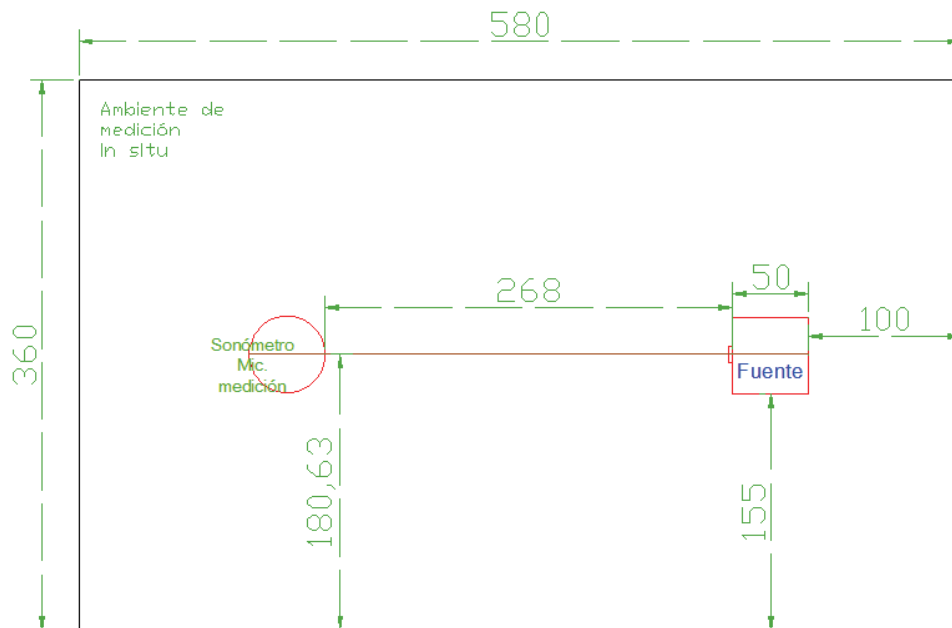 580
Ambiente de
medición
In situ
50
268
100
360
Sonómetro
Mic.
medición
Fuente
180,63
155